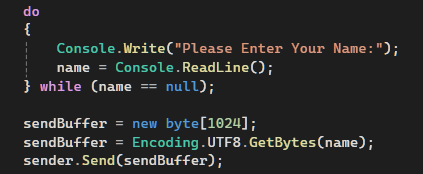 do
{
    Console.Write("Please Enter Your Name:");
    name = Console.ReadLine();
} while (name == null);

sendBuffer = new byte[1024];
sendBuffer = Encoding.UTF8.GetBytes(name);
sender.Send(sendBuffer);